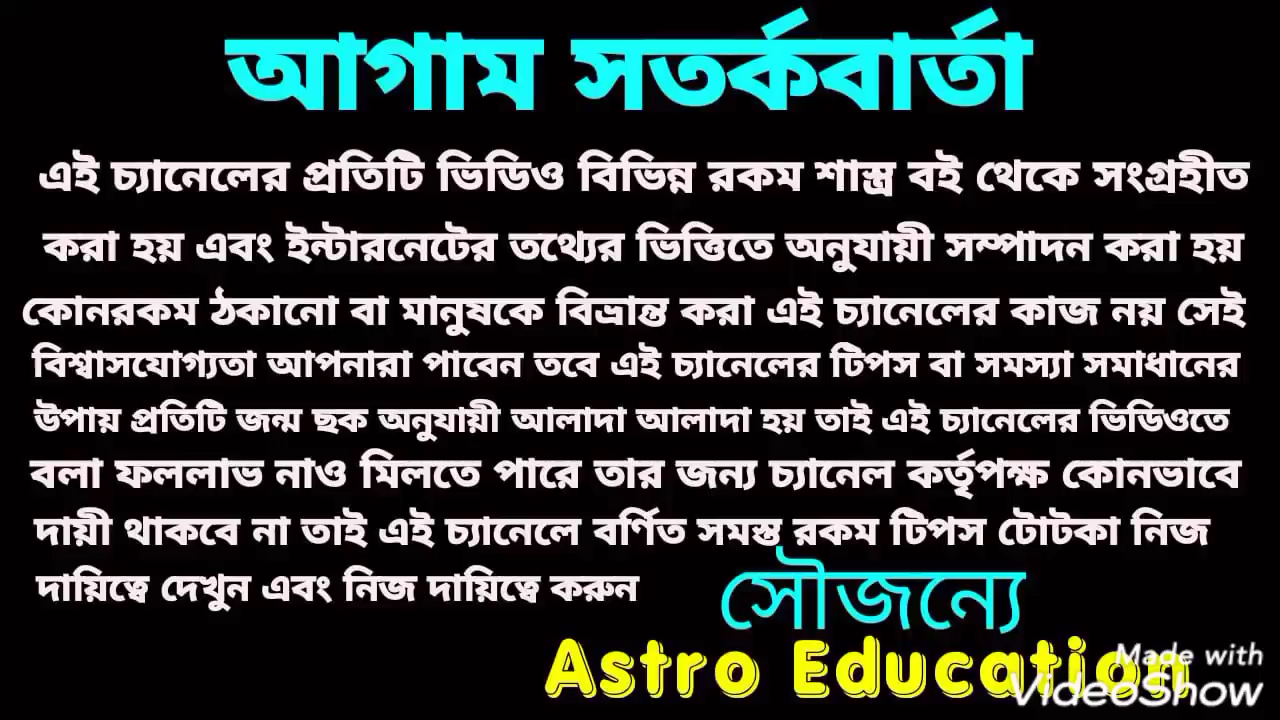 আগাম সতর্কবার্তা
এই চ্যানেলের প্রতিটি ভিডিও বিভিন্ন রকম শাস্ত্র বই থেকে সংগ্রহীত
করা হয় এবং ইন্টারনেটের তথ্যের ভিত্তিতে অনুযায়ী সম্পাদন করা হয়
কোনরকম ঠকানো বা মানুষকে বিভ্রান্ত করা এই চ্যানেলের কাজ নয় সেই
বিশ্বাসযোগ্যতা আপনারা পাবেন তবে এই চ্যানেলের টিপস বা সমস্যা সমাধানের
উপায় প্রতিটি জন্ম ছক অনুযায়ী আলাদা আলাদা হয় তাই এই চ্যানেলের ভিডিওতে
বলা ফললাভ নাও মিলতে পারে তার জন্য চ্যানেল কর্তৃপক্ষ কোনভাবে
দায়ী থাকবে না তাই এই চ্যানেলে বর্ণিত সমস্ত রকম টিপস টোটকা নিজ
দায়িত্বে দেখুন এবং নিজ দায়িত্বে করুন
সৌজন্যে
Astro Education
Made with
VideoShow